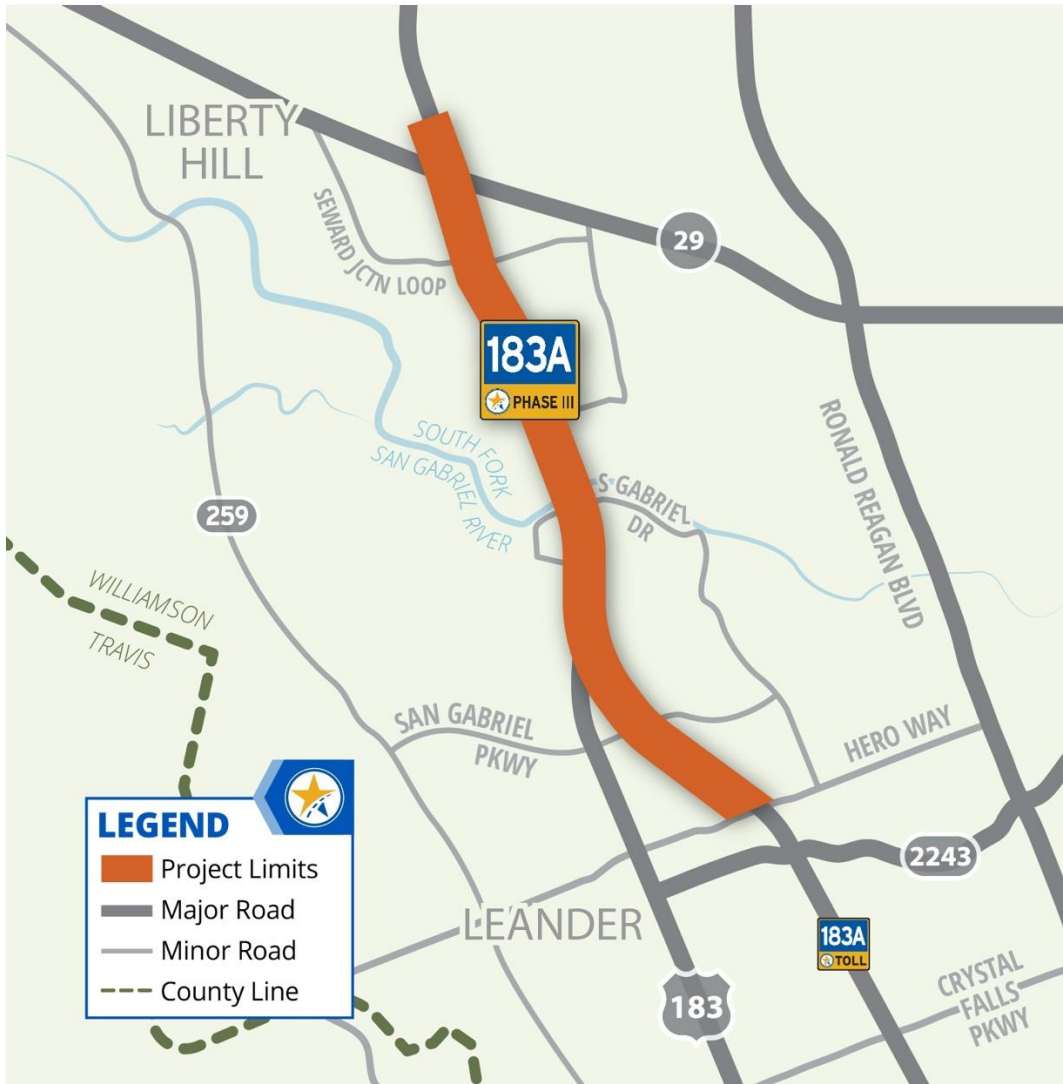 LIBERTY
HILL
SEWARD JCTN LOOP
29
183A
PHASE III
SOUTH FORK
SAN GABRIEL RIVER
S GABRIEL
DR
RONALD REAGAN BLVD
259
WILLIAMSON
TRAVIS
SAN GABRIEL
PKWY
HERO WAY
LEGEND
Project Limits
Major Road
Minor Road
County Line
2243
LEANDER
183A
TOLL
183
CRYSTAL
FALLS
PKWY